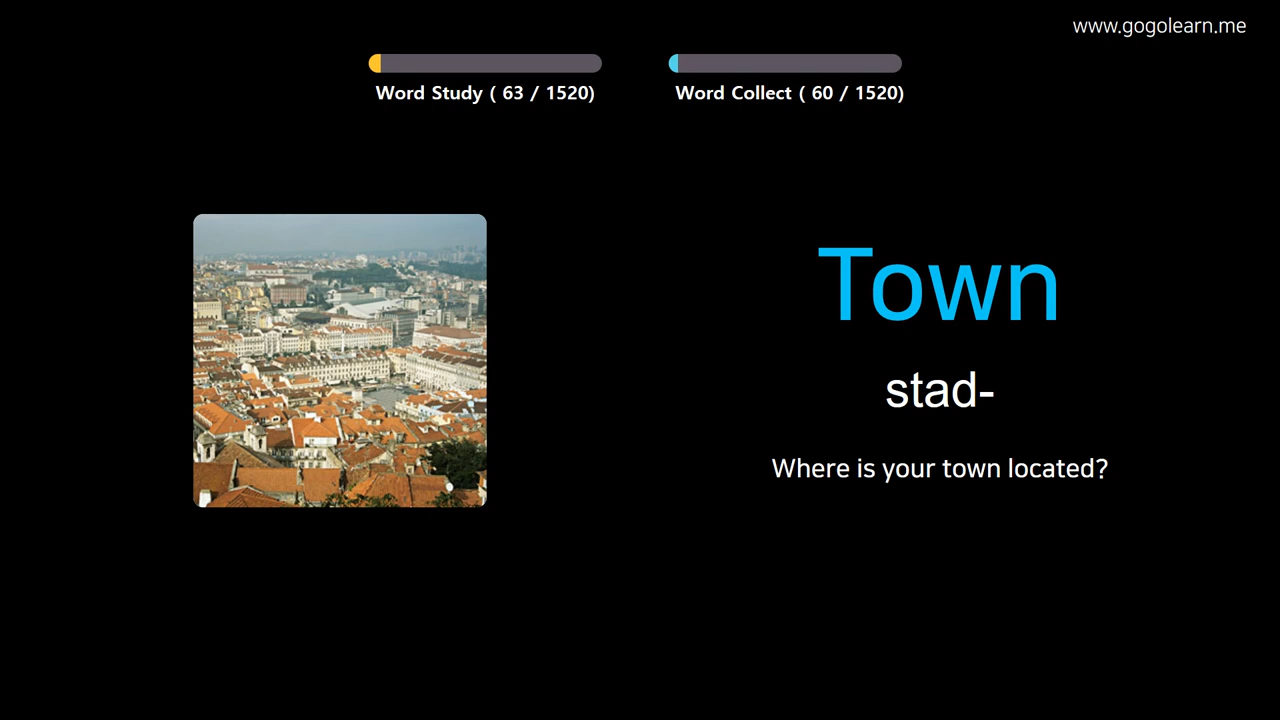 www.gogolearn.me
Word Study ( 63 / 1520)
Word Collect ( 60 / 1520)
Town
stad-
Where is your town located?